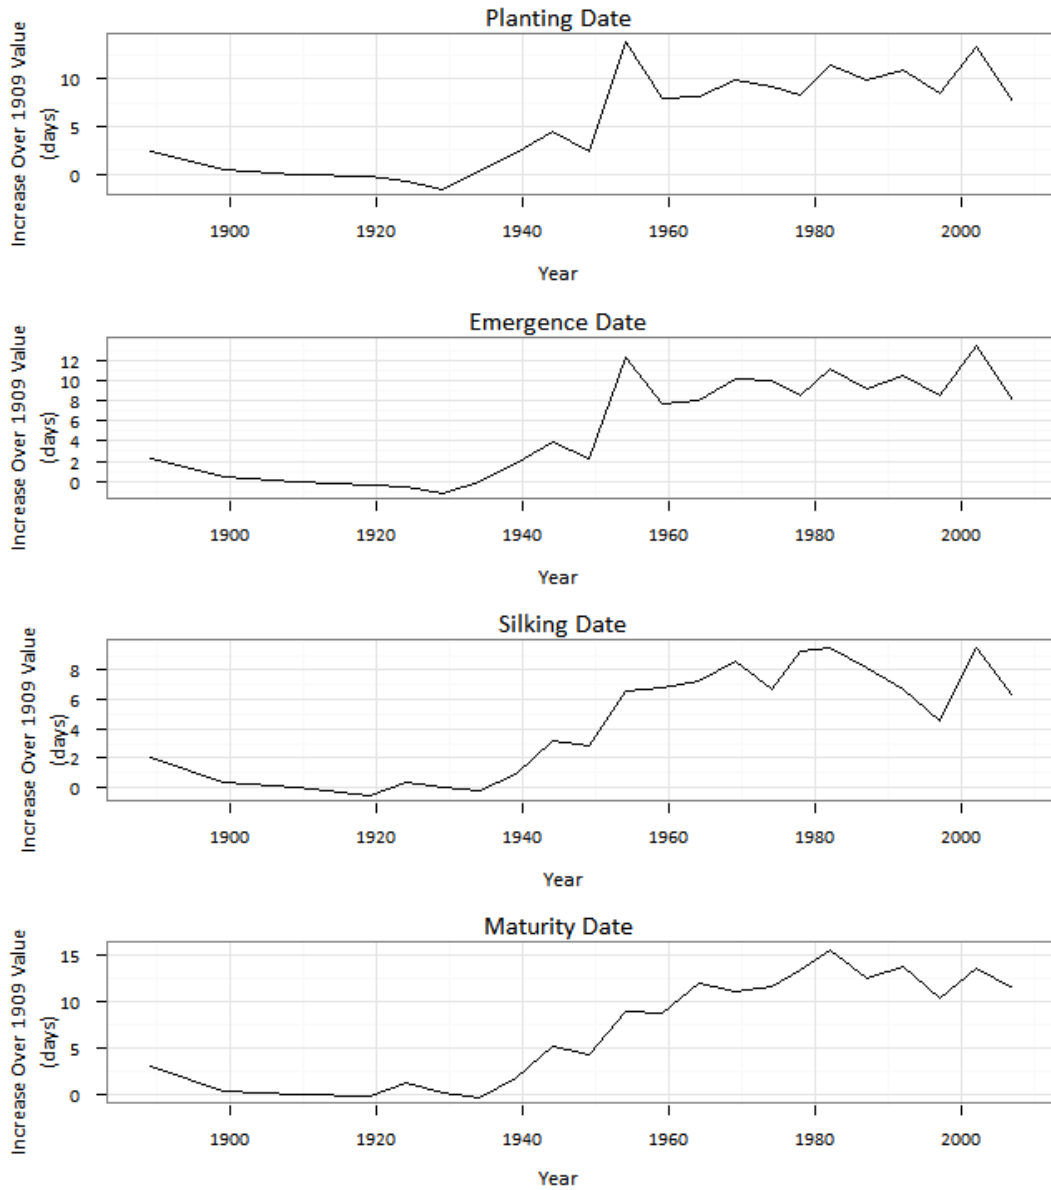 Planting Date
Increase Over 1909 Value
(days)
10
5
0
1900 1920 1940 1960 1980 2000
Year
Emergence Date
Increase Over 1909 Value
(days)
12
10
8
6
4
2
0
1900 1920 1940 1960 1980 2000
Year
Silking Date
Increase Over 1909 Value
(days)
8
6
4
2
0
1900 1920 1940 1960 1980 2000
Year
Maturity Date
Increase Over 1909 Value
(days)
15
10
5
0
1900 1920 1940 1960 1980 2000
Year